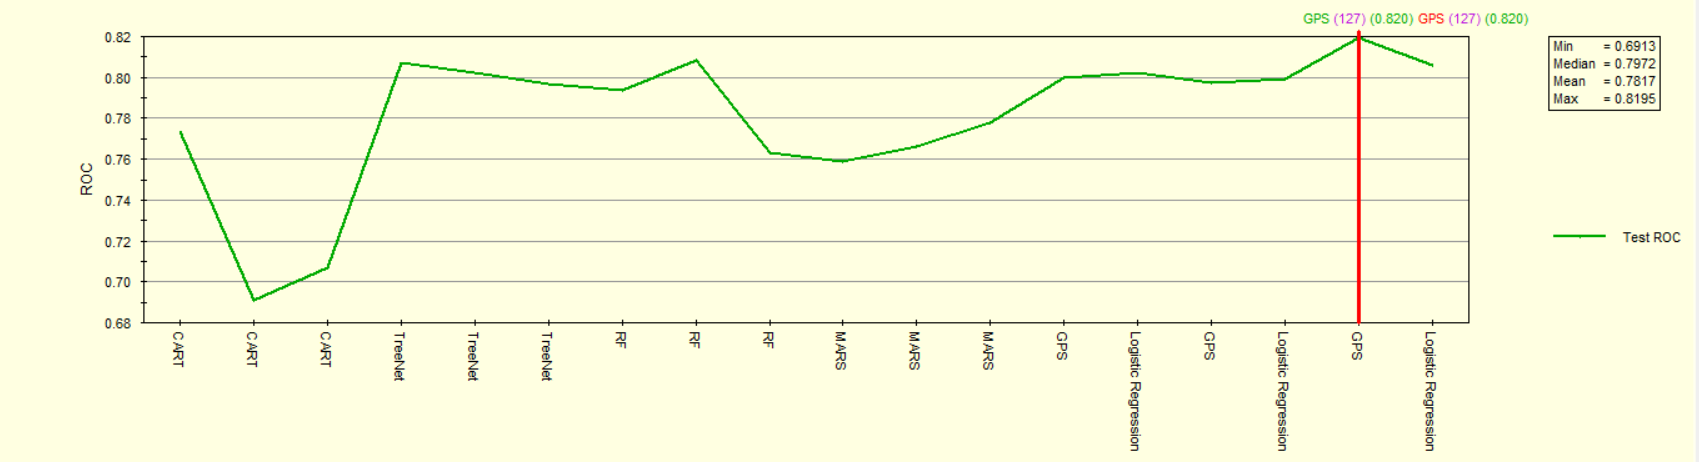 GPS (127) (0.820) GPS (127) (0.820)
0.82
0.80
0.78
0.76
0.74
0.72
0.70
0.68
ROC
CART
CART
CART
TreeNet
TreeNet
TreeNet
RF
RF
RF
MARS
MARS
MARS
GPS
Logistic Regression
GPS
Logistic Regression
GPS
Logistic Regression
Min = 0.6913
Median = 0.7972
Mean = 0.7817
Max = 0.8195
Test ROC